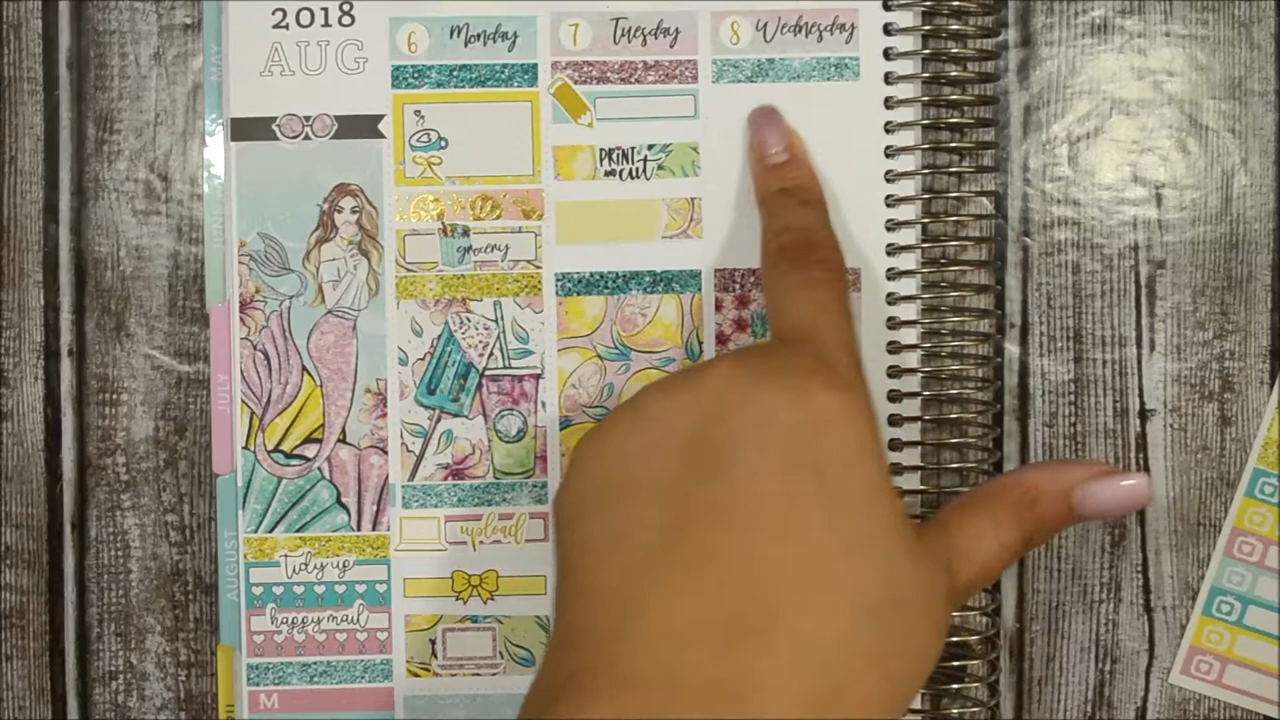 2018
AUG
6 Monday
7 Tuesday
8 Wednesday
PRINT
AND cut
grocery
upload
tidy up
M T W T F S S
happy mail
M T W T F S S
M
MAY
JUNE
JULY
AUGUST